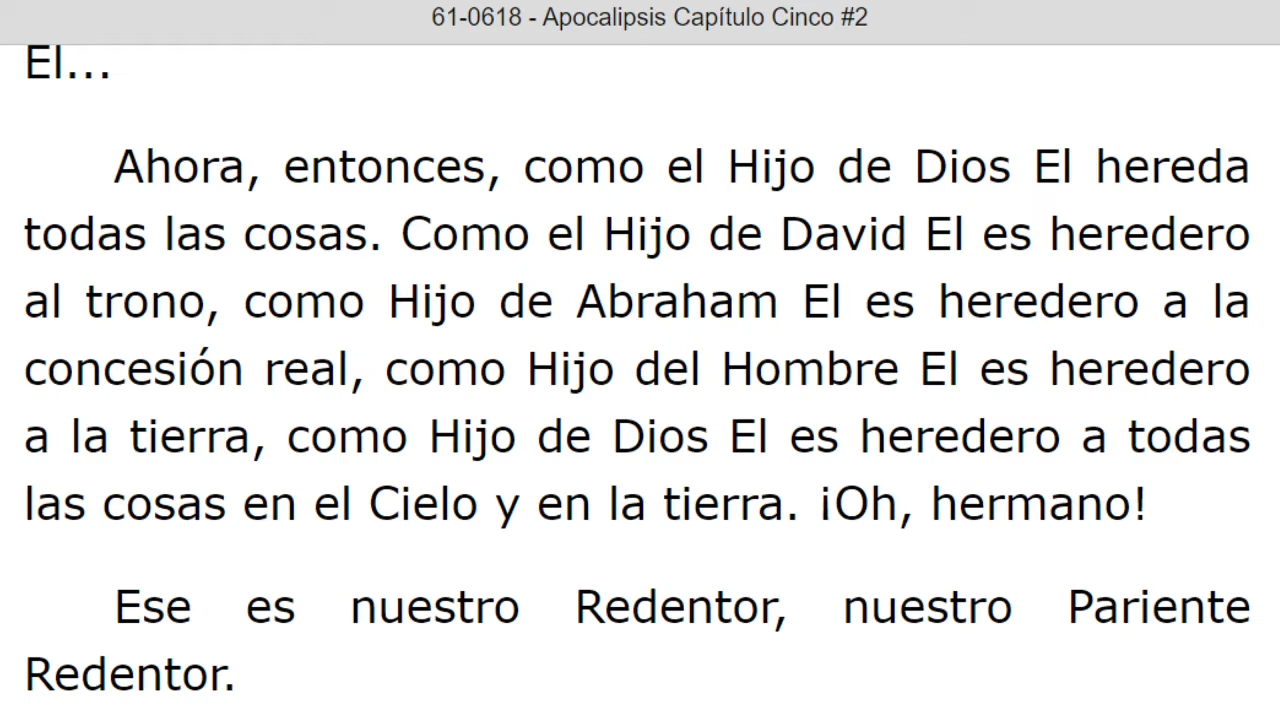 61-0618 - Apocalipsis Capítulo Cinco #2
El...
Ahora, entonces, como el Hijo de Dios El hereda
todas las cosas. Como el Hijo de David El es heredero
al trono, como Hijo de Abraham El es heredero a la
concesión real, como Hijo del Hombre El es heredero
a la tierra, como Hijo de Dios El es heredero a todas
las cosas en el Cielo y en la tierra. ¡Oh, hermano!
Ese es nuestro Redentor, nuestro Pariente
Redentor.